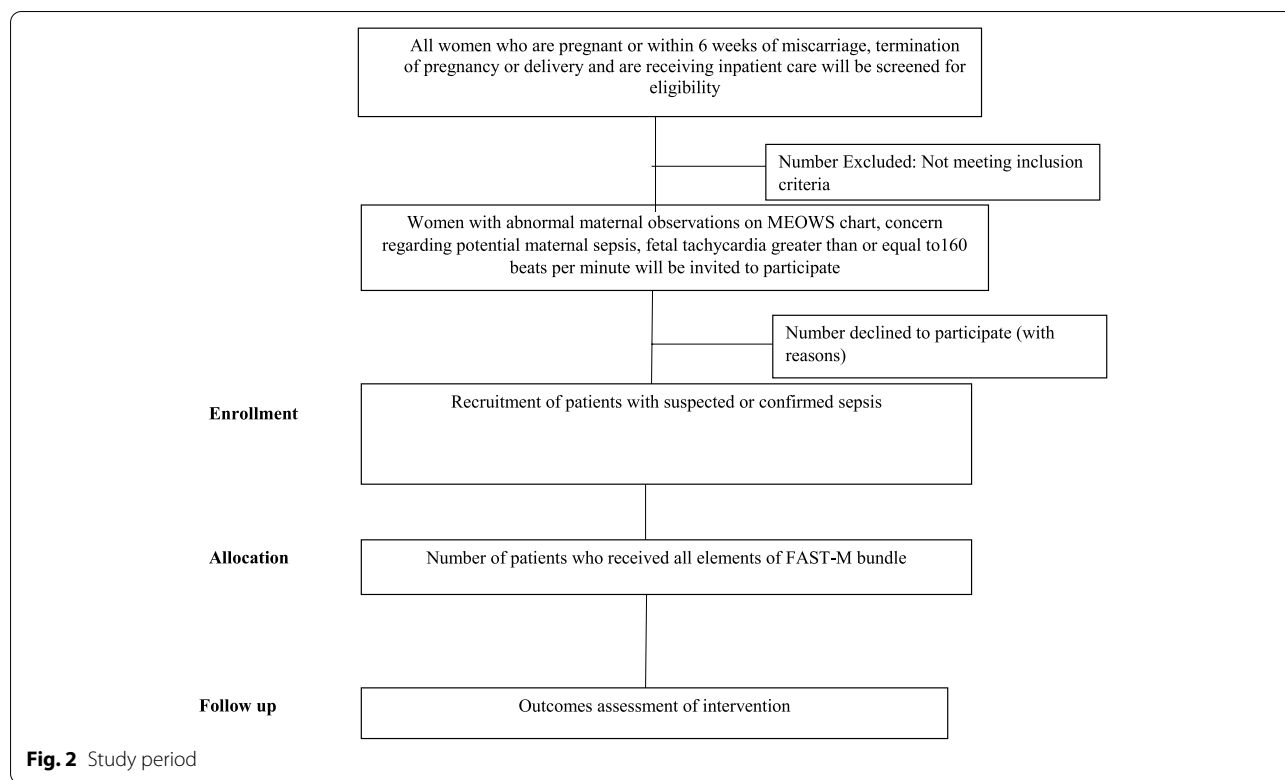 All women who are pregnant or within 6 weeks of miscarriage, termination
of pregnancy or delivery and are receiving inpatient care will be screened for
eligibility
Number Excluded: Not meeting inclusion
criteria
Women with abnormal maternal observations on MEOWS chart, concern
regarding potential maternal sepsis, fetal tachycardia greater than or equal to160
beats per minute will be invited to participate
Number declined to participate (with
reasons)
Enrollment
Recruitment of patients with suspected or confirmed sepsis
Allocation
Number of patients who received all elements of FAST-M bundle
Follow up
Outcomes assessment of intervention
Fig. 2 Study period